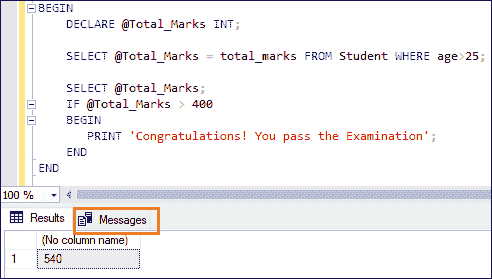 BEGIN
DECLARE @Total_Marks INT;
SELECT @Total_Marks = total_marks FROM Student WHERE age>25;
SELECT @Total_Marks;
IF @Total_Marks > 400
BEGIN
PRINT 'Congratulations! You pass the Examination';
END
END
100 %
Results Messages
(No column name)
1 540